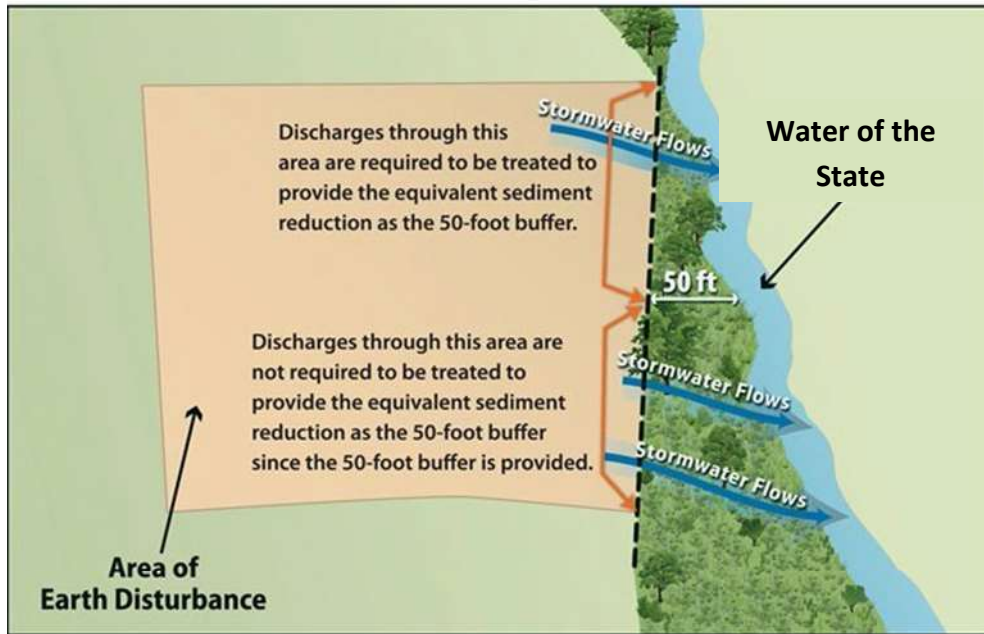 Stormwater Flows
Discharges through this
area are required to be treated to
provide the equivalent sediment
reduction as the 50-foot buffer.
Water of the
State
50 ft
Discharges through this area are
not required to be treated to
provide the equivalent sediment
reduction as the 50-foot buffer
since the 50-foot buffer is provided.
Stormwater Flows
Stormwater Flows
Area of
Earth Disturbance